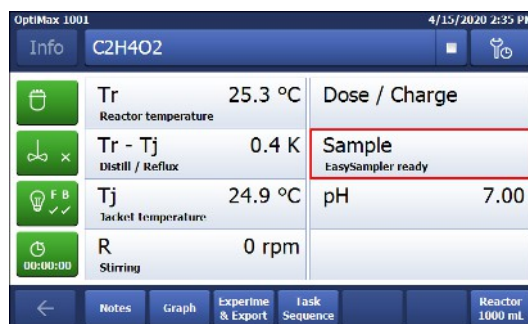 OptiMax 1001 4/15/2020 2:35 PM
Info C2H4O2
Tr 25.3 °C Dose / Charge
Reactor temperature
Tr - Tj 0.4 K Sample
Distill / Reflux EasySampler ready
F B
Tj 24.9 °C pH 7.00
Jacket temperature
R 0 rpm
00:00:00 Stirring
Notes Graph Experime & Export Task Sequence Reactor 1000 mL